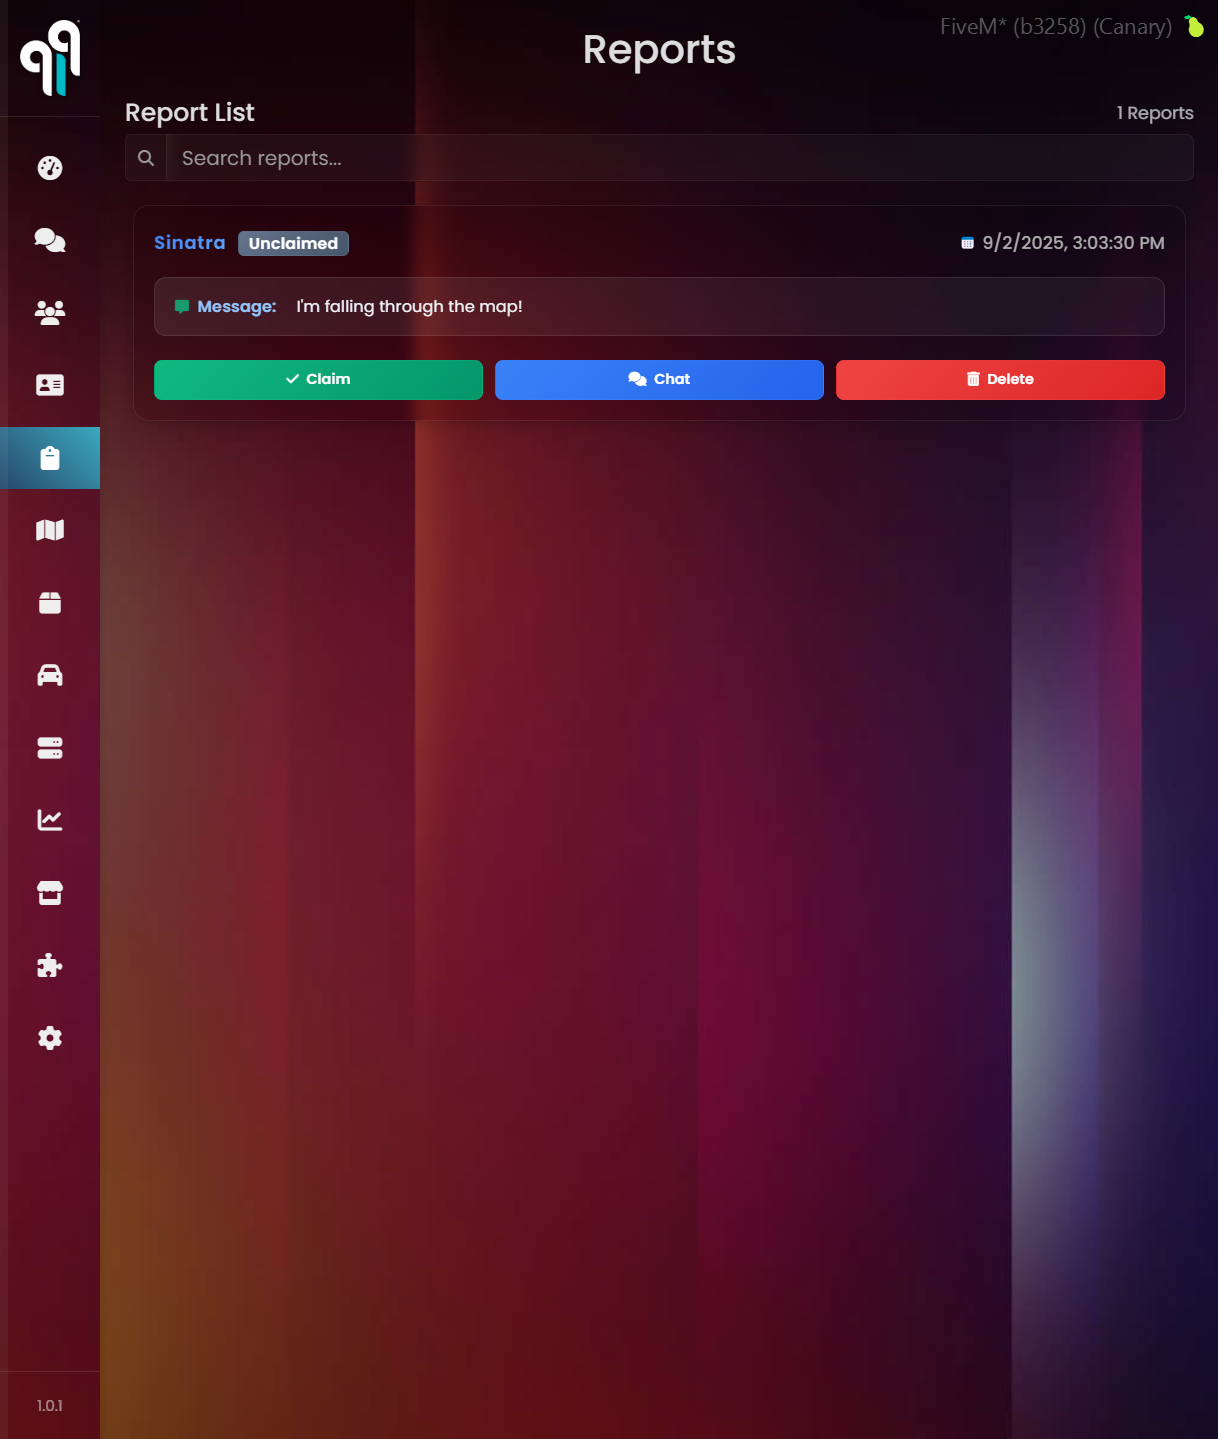 FiveM* (b3258) (Canary)
Reports
Report List
1 Reports
Search reports...
Sinatra
Unclaimed
9/2/2025, 3:03:30 PM
Message: I'm falling through the map!
Claim
Chat
Delete
1.0.1